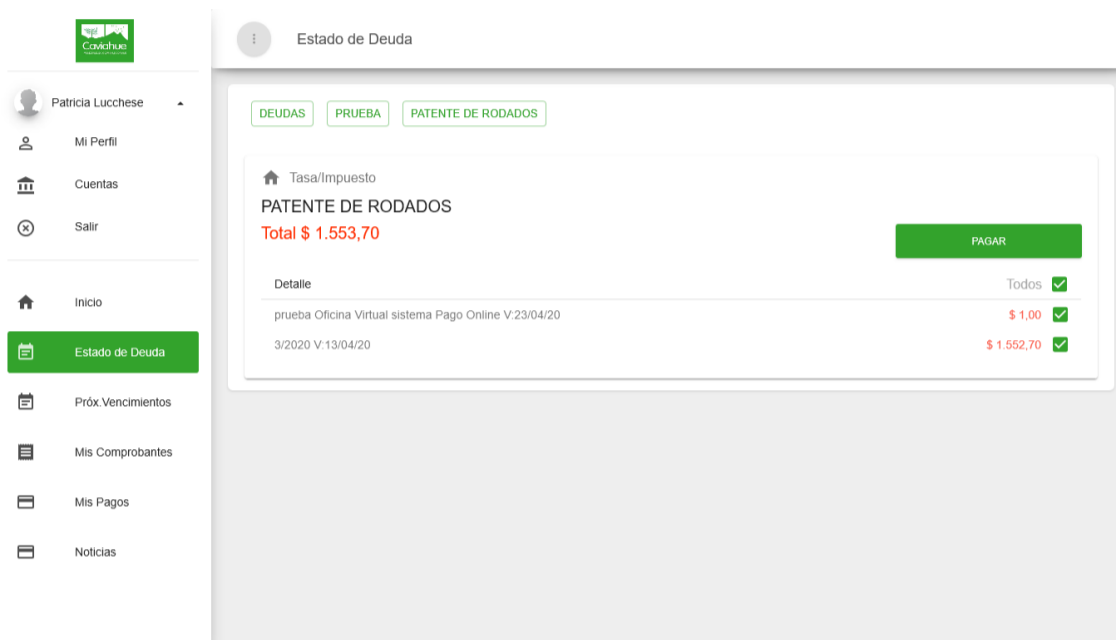 Caviahue
Patricia Lucchese
Mi Perfil
Cuentas
Salir
Inicio
Estado de Deuda
Próx.Vencimientos
Mis Comprobantes
Mis Pagos
Noticias
Estado de Deuda
DEUDAS PRUEBA PATENTE DE RODADOS
Tasa/Impuesto
PATENTE DE RODADOS
Total $ 1.553,70
PAGAR
Detalle Todos
prueba Oficina Virtual sistema Pago Online V:23/04/20 $ 1,00
3/2020 V:13/04/20 $ 1.552,70